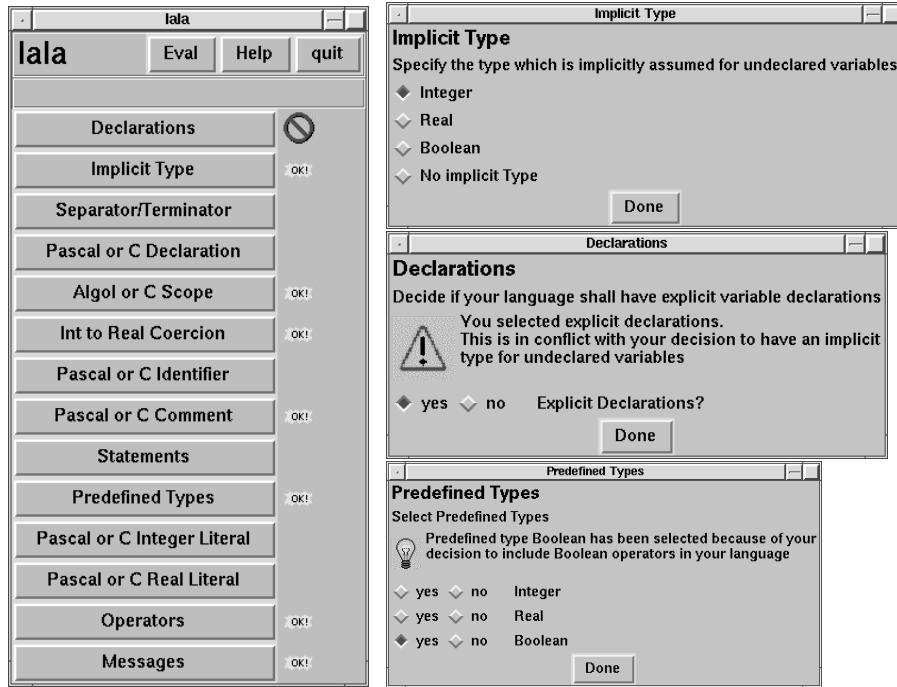 lala
lala
Eval Help quit
Declarations
Implicit Type OK!
Separator/Terminator
Pascal or C Declaration
Algol or C Scope OK!
Int to Real Coercion OK!
Pascal or C Identifier
Pascal or C Comment OK!
Statements
Predefined Types OK!
Pascal or C Integer Literal
Pascal or C Real Literal
Operators OK!
Messages OK!
Implicit Type
Implicit Type
Specify the type which is implicitly assumed for undeclared variables
Integer
Real
Boolean
No implicit Type
Done
Declarations
Declarations
Decide if your language shall have explicit variable declarations
You selected explicit declarations.
This is in conflict with your decision to have an implicit
type for undeclared variables
yes no Explicit Declarations?
Done
Predefined Types
Predefined Types
Select Predefined Types
Predefined type Boolean has been selected because of your
decision to include Boolean operators in your language
yes no Integer
yes no Real
yes no Boolean
Done